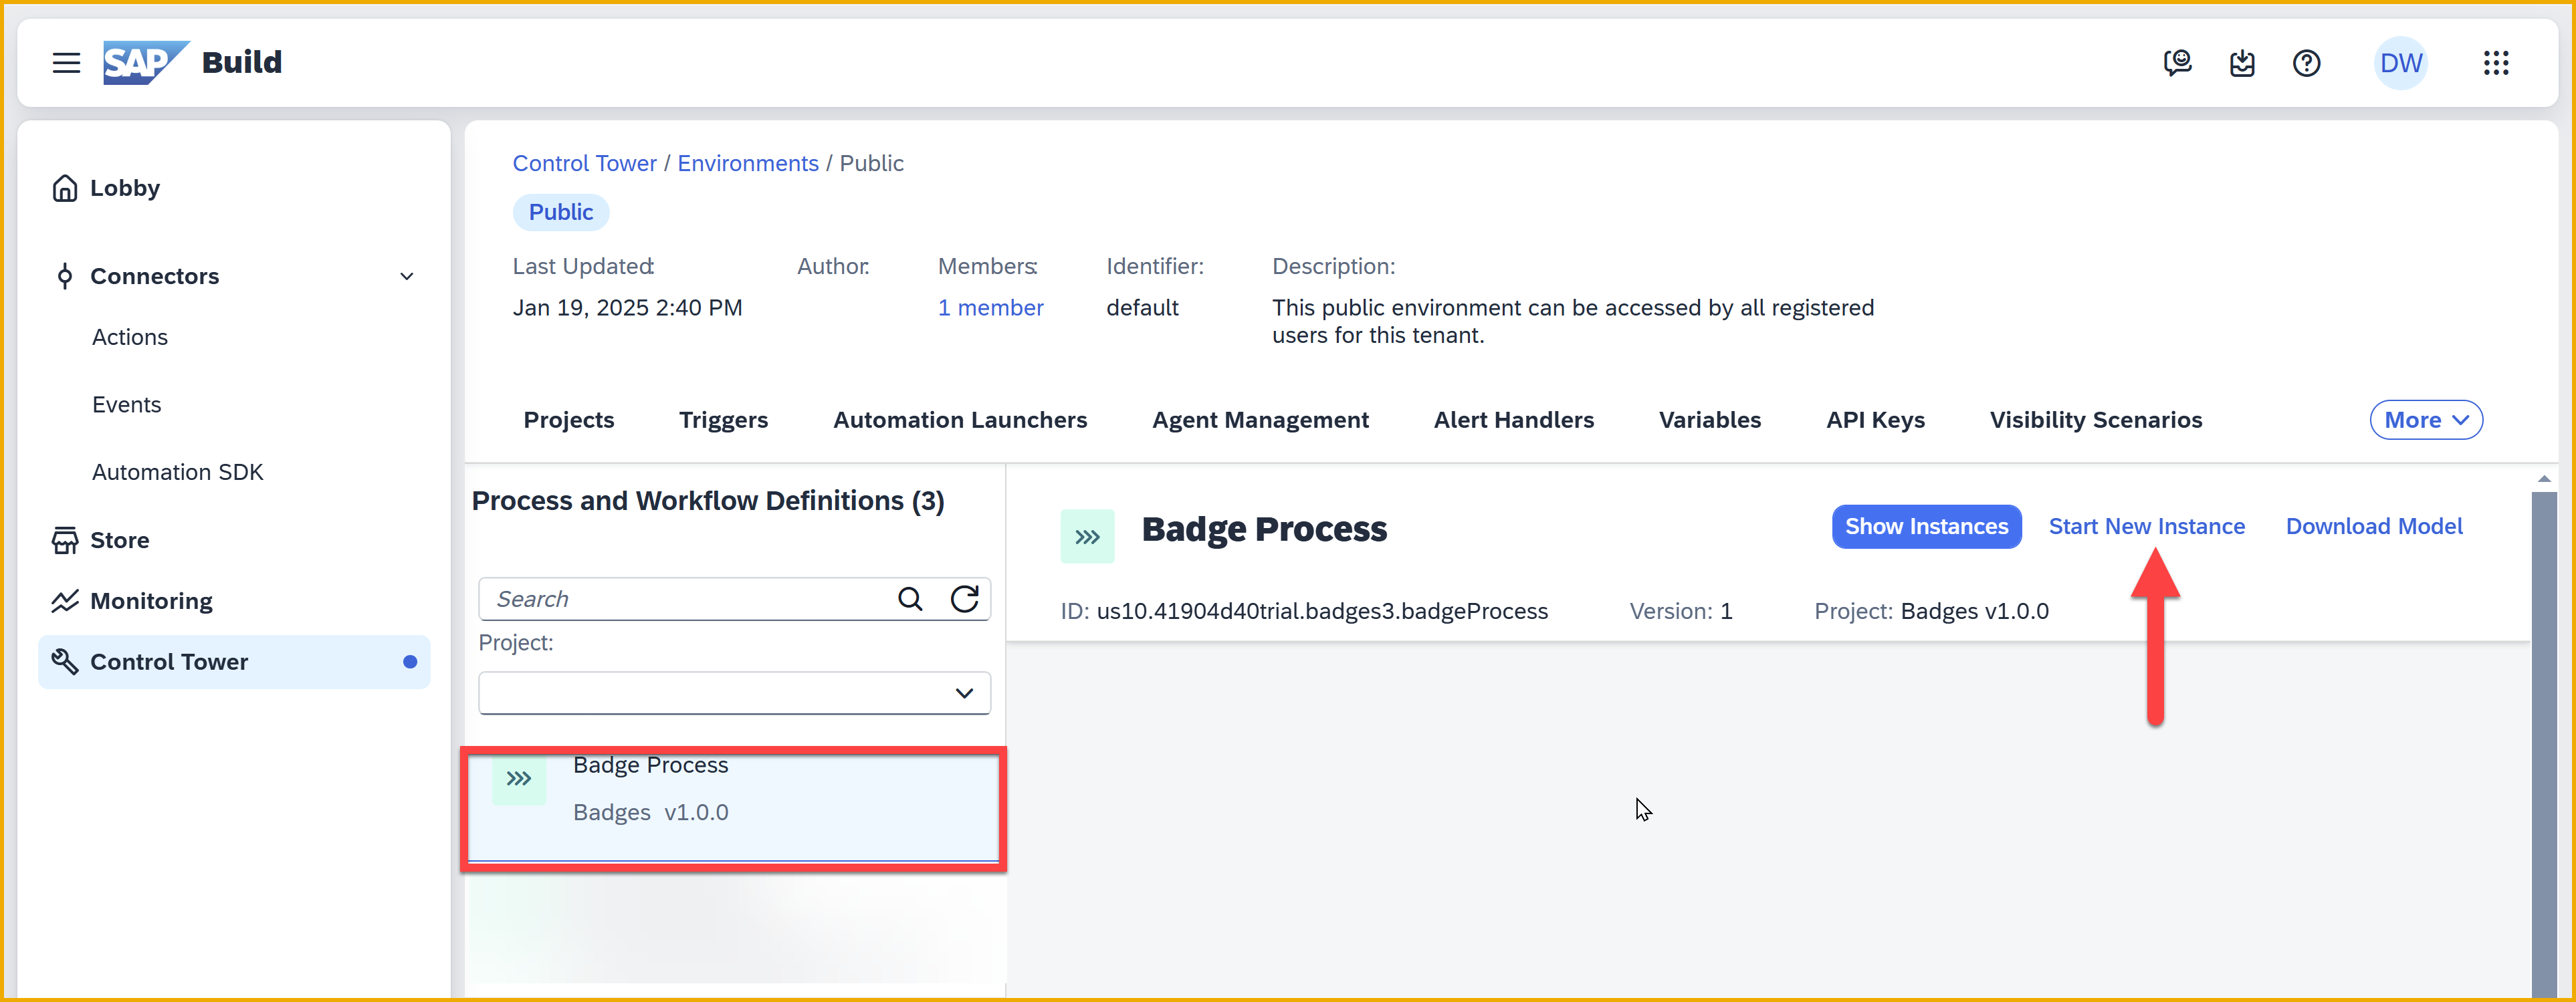 SAP Build
DW
Lobby
Connectors
Actions
Events
Automation SDK
Store
Monitoring
Control Tower
Control Tower / Environments / Public
Public
Last Updated: Author: Members: Identifier: Description:
Jan 19, 2025 2:40 PM 1 member default This public environment can be accessed by all registered
users for this tenant.
Projects Triggers Automation Launchers Agent Management Alert Handlers Variables API Keys Visibility Scenarios More
Process and Workflow Definitions (3)
Search
Project:
Badge Process
Badges v1.0.0
Badge Process
Show Instances Start New Instance Download Model
ID: us10.41904d40trial.badges3.badgeProcess Version: 1 Project: Badges v1.0.0